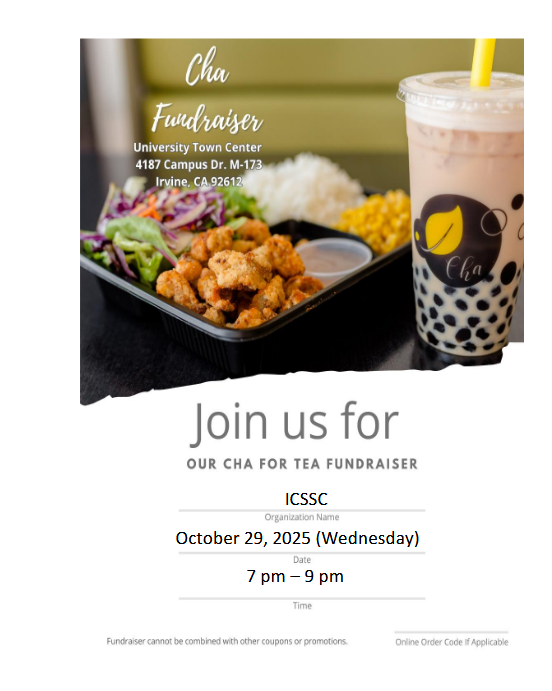 Cha
Fundraiser
University Town Center
4187 Campus Dr. M-173
Irvine, CA 92612
Cha
Join us for
OUR CHA FOR TEA FUNDRAISER
ICSSC
Organization Name
October 29, 2025 (Wednesday)
Date
7 pm – 9 pm
Time
Fundraiser cannot be combined with other coupons or promotions.
Online Order Code If Applicable